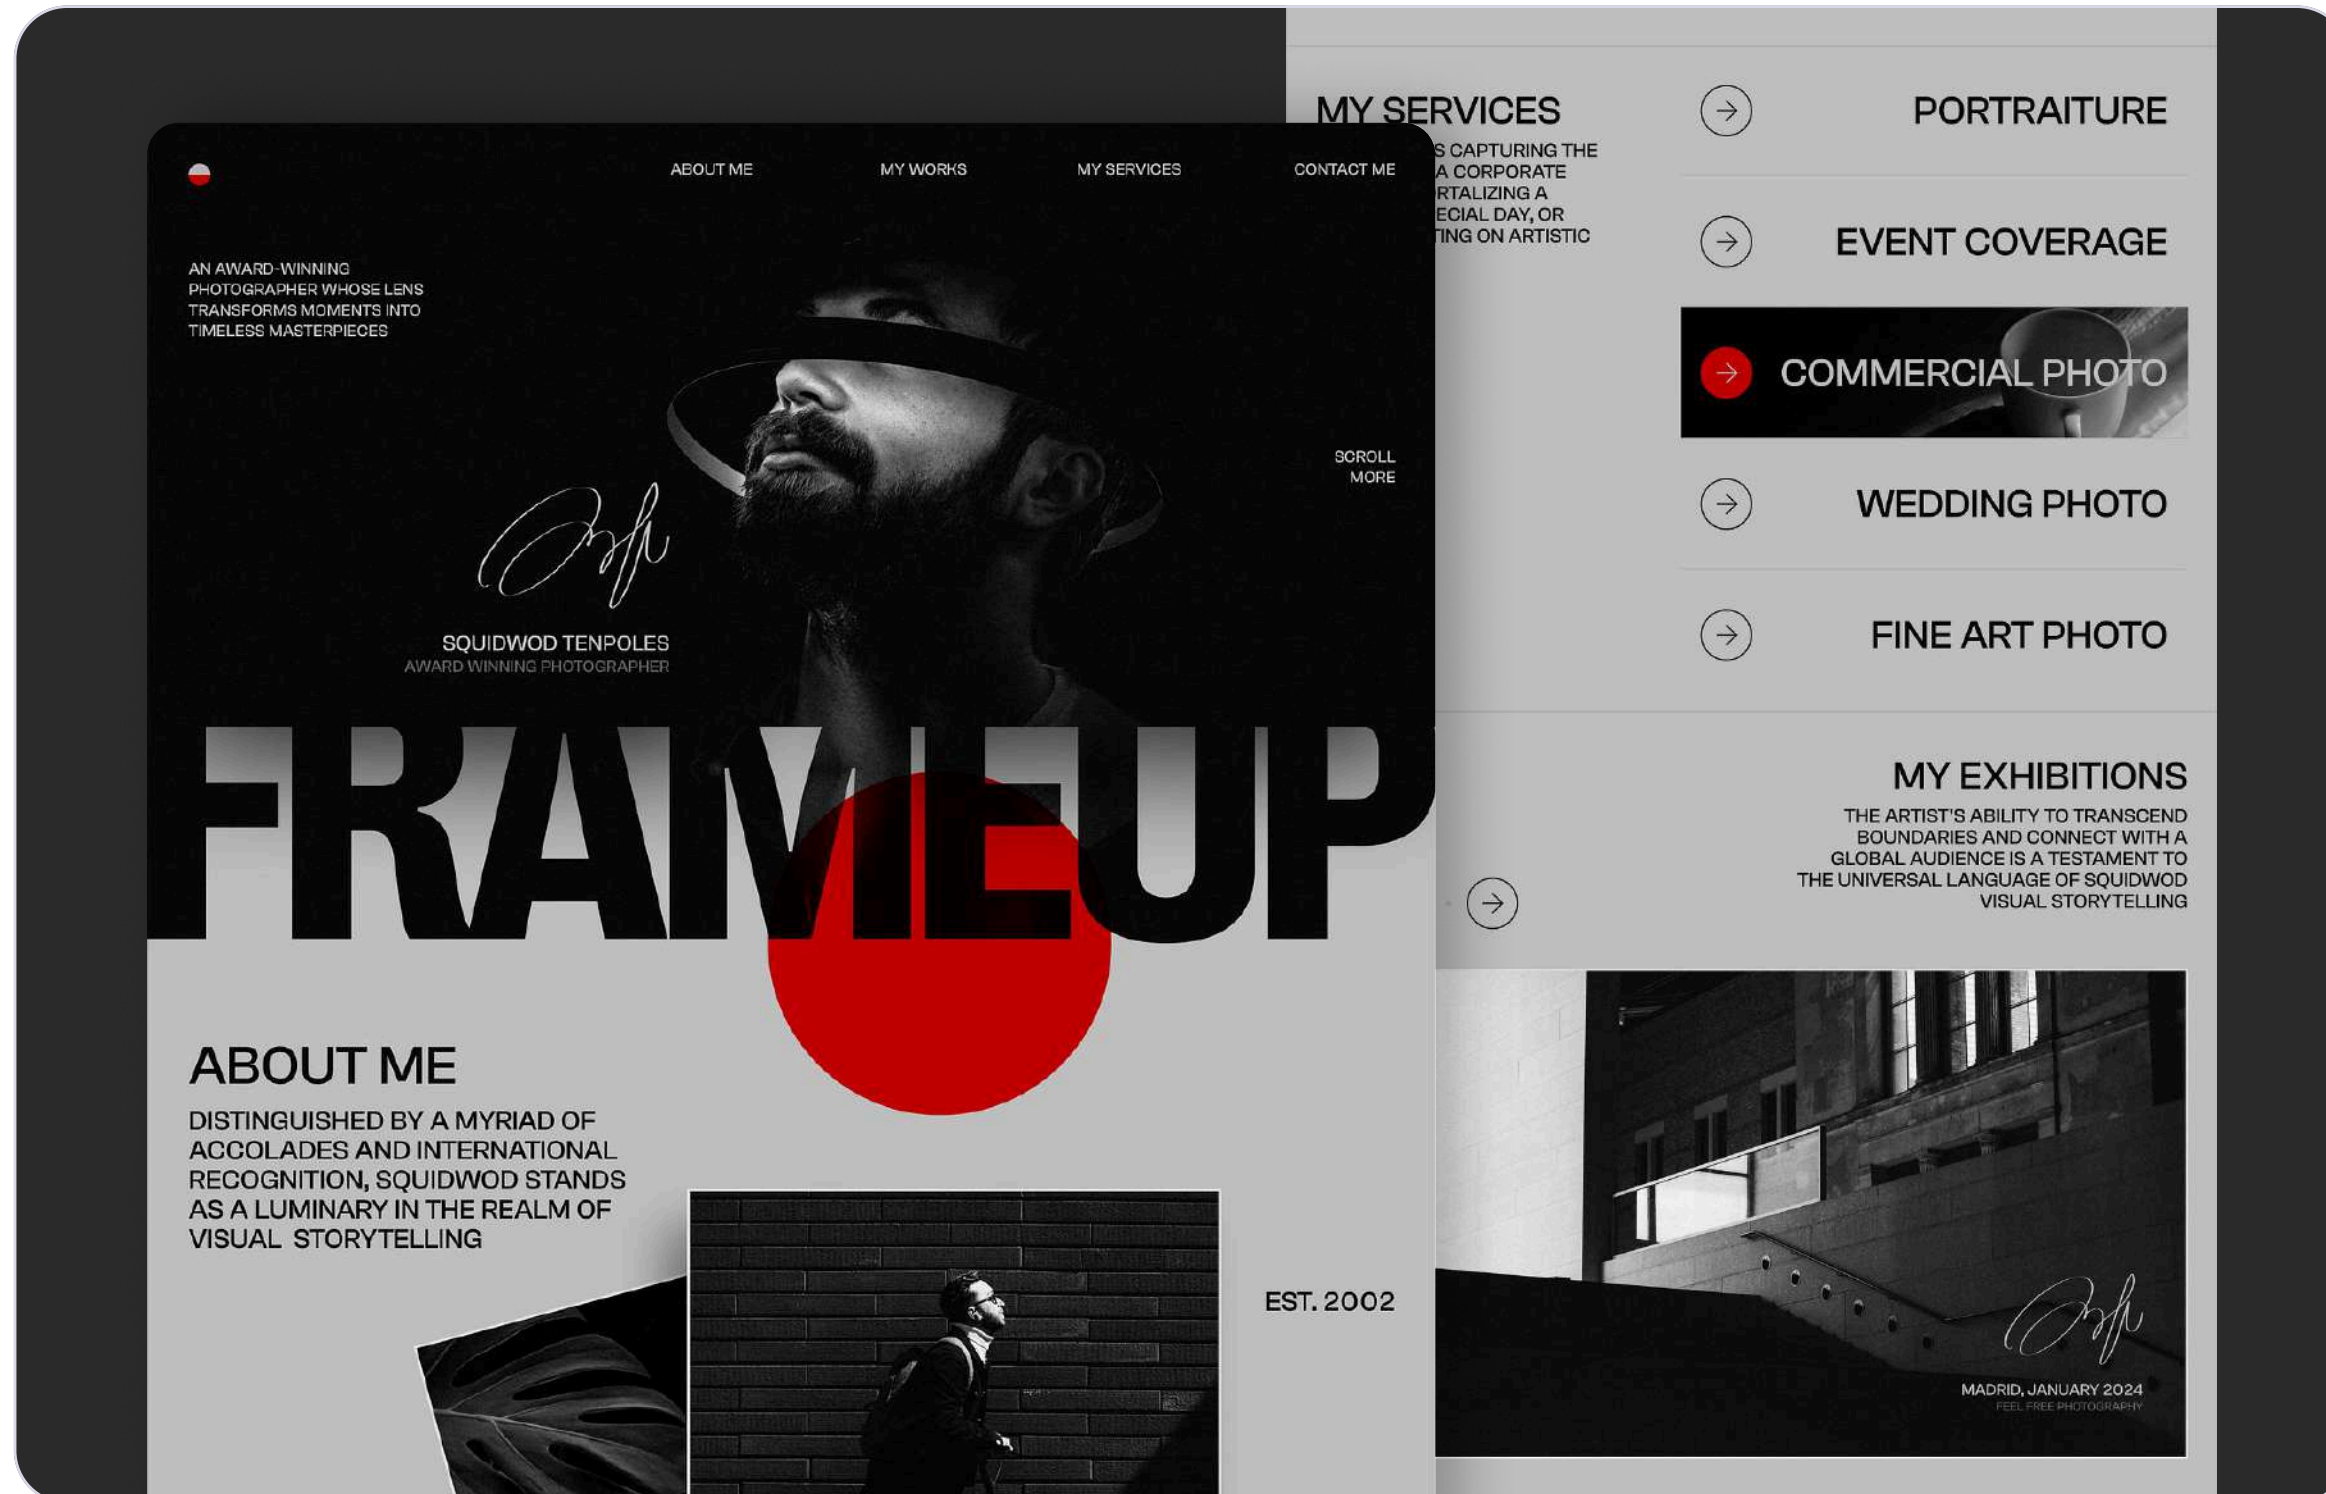 ABOUT ME
MY WORKS
MY SERVICES
CONTACT ME
AN AWARD-WINNING
PHOTOGRAPHER WHOSE LENS
TRANSFORMS MOMENTS INTO
TIMELESS MASTERPIECES
SCROLL
MORE
SQUIDWOD TENPOLES
AWARD WINNING PHOTOGRAPHER
FRAMEUP
ABOUT ME
DISTINGUISHED BY A MYRIAD OF
ACCOLADES AND INTERNATIONAL
RECOGNITION, SQUIDWOD STANDS
AS A LUMINARY IN THE REALM OF
VISUAL STORYTELLING
EST. 2002
MY SERVICES
CAPTURING THE
A CORPORATE
A
DAY, OR
ON ARTISTIC
PORTRAITURE
EVENT COVERAGE
COMMERCIAL PHOTO
WEDDING PHOTO
FINE ART PHOTO
MY EXHIBITIONS
THE ARTIST'S ABILITY TO TRANSCEND
BOUNDARIES AND CONNECT WITH A
GLOBAL AUDIENCE IS A TESTAMENT TO
THE UNIVERSAL LANGUAGE OF SQUIDWOD
VISUAL STORYTELLING
MADRID, JANUARY 2024
FEEL FREE PHOTOGRAPHY